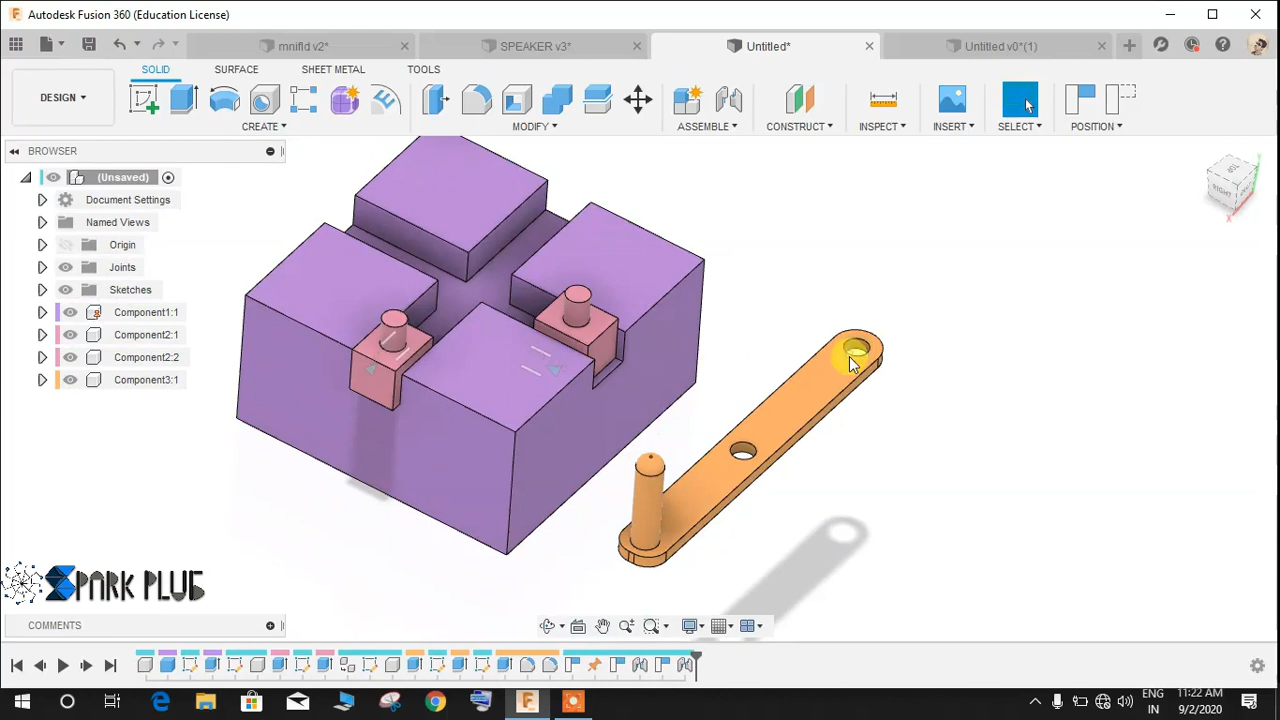 Autodesk Fusion 360 (Education License)
mnifld v2*
SPEAKER v3*
Untitled*
Untitled v0*(1)
SOLID
SURFACE
SHEET METAL
TOOLS
DESIGN
CREATE
MODIFY
ASSEMBLE
CONSTRUCT
INSPECT
INSERT
SELECT
POSITION
BROWSER
(Unsaved)
Document Settings
Named Views
Origin
Joints
Sketches
Component1:1
Component2:1
Component2:2
Component3:1
RIGHT
X
SPARK PLUG
COMMENTS
ENG
IN
11:22 AM
9/2/2020